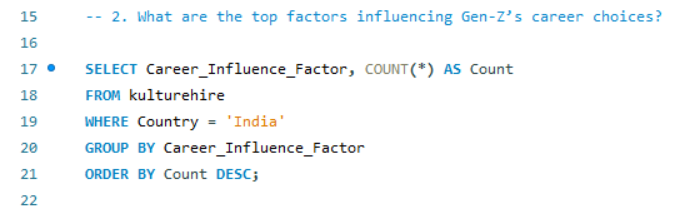 15 -- 2. What are the top factors influencing Gen-Z’s career choices?
16
17 SELECT Career_Influence_Factor, COUNT(*) AS Count
18 FROM kulturehire
19 WHERE Country = 'India'
20 GROUP BY Career_Influence_Factor
21 ORDER BY Count DESC;
22